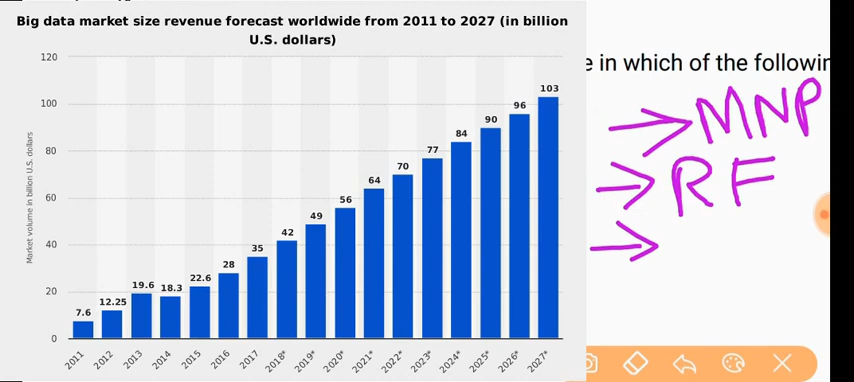 Big data market size revenue forecast worldwide from 2011 to 2027 (in billion
U.S. dollars)
Market volume in billion U.S. dollars
120
100
80
60
40
20
0
7.6 12.25 19.6 18.3 22.6 28 35 42 49 56 64 70 77 84 90 96 103
2011 2012 2013 2014 2015 2016 2017 2018* 2019* 2020* 2021* 2022* 2023* 2024* 2025* 2026* 2027*
in which of the
MNP
RF